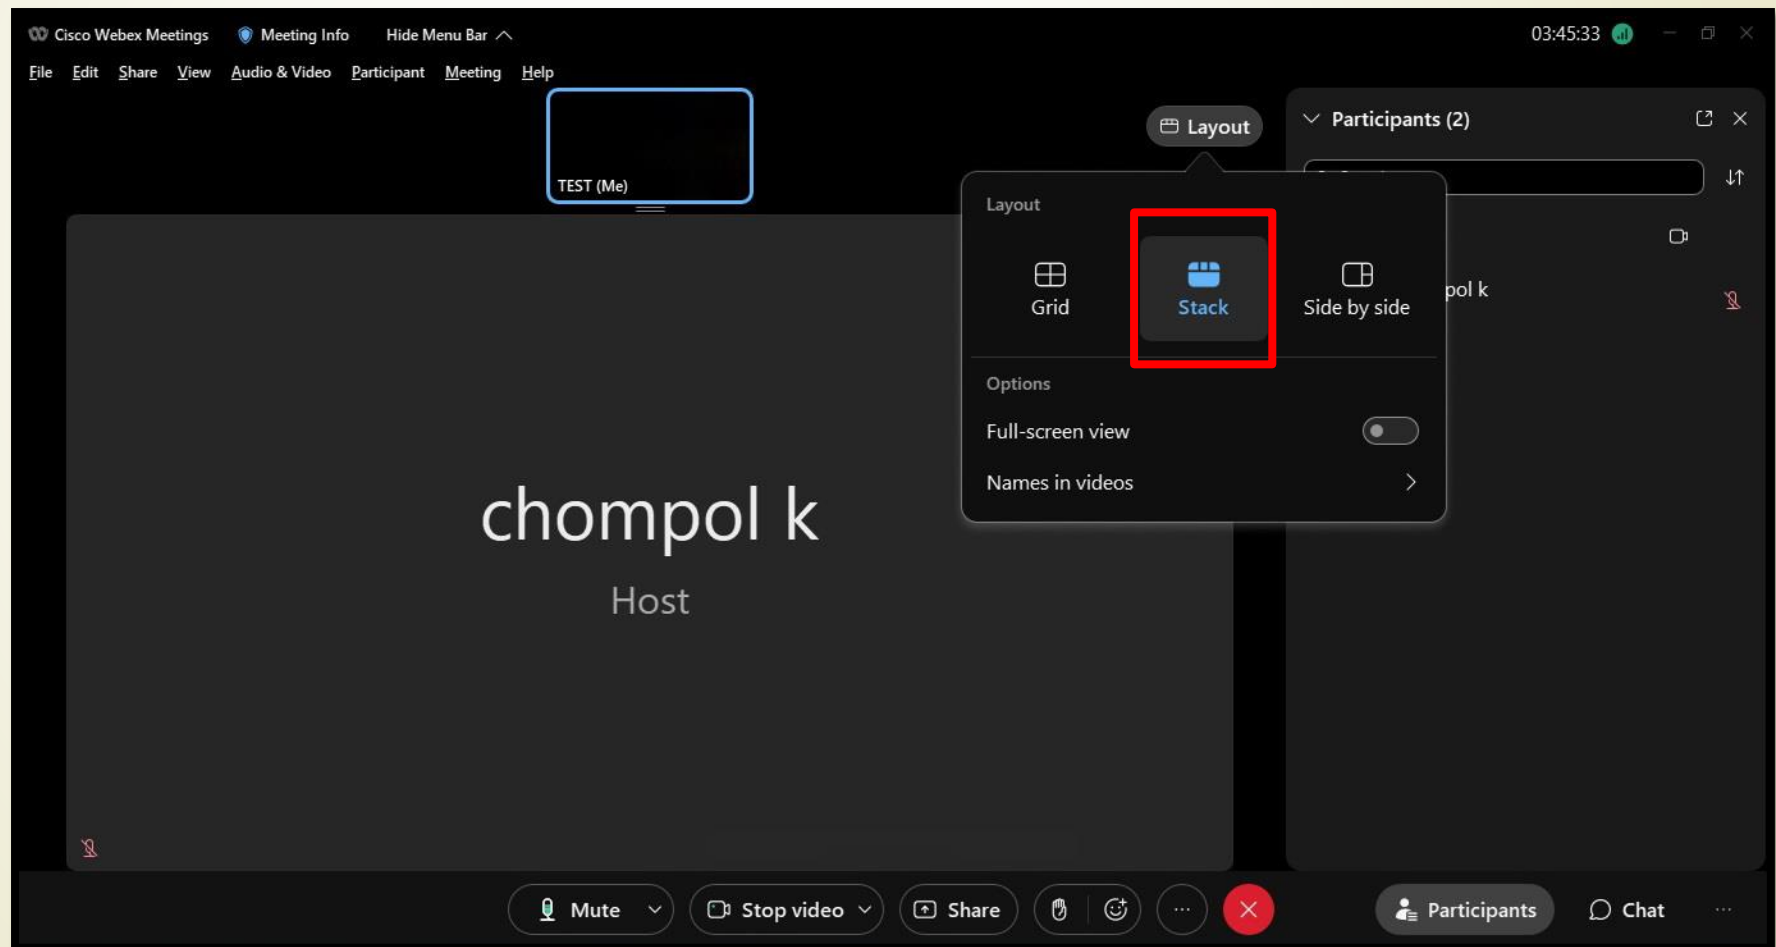 Cisco Webex Meetings Meeting Info Hide Menu Bar 03:45:33
File Edit Share View Audio & Video Participant Meeting Help
TEST (Me)
Layout
Participants (2)
Layout
Grid
Stack
Side by side
Options
Full-screen view
Names in videos
pol k
chompol k
Host
Mute Stop video Share Participants Chat